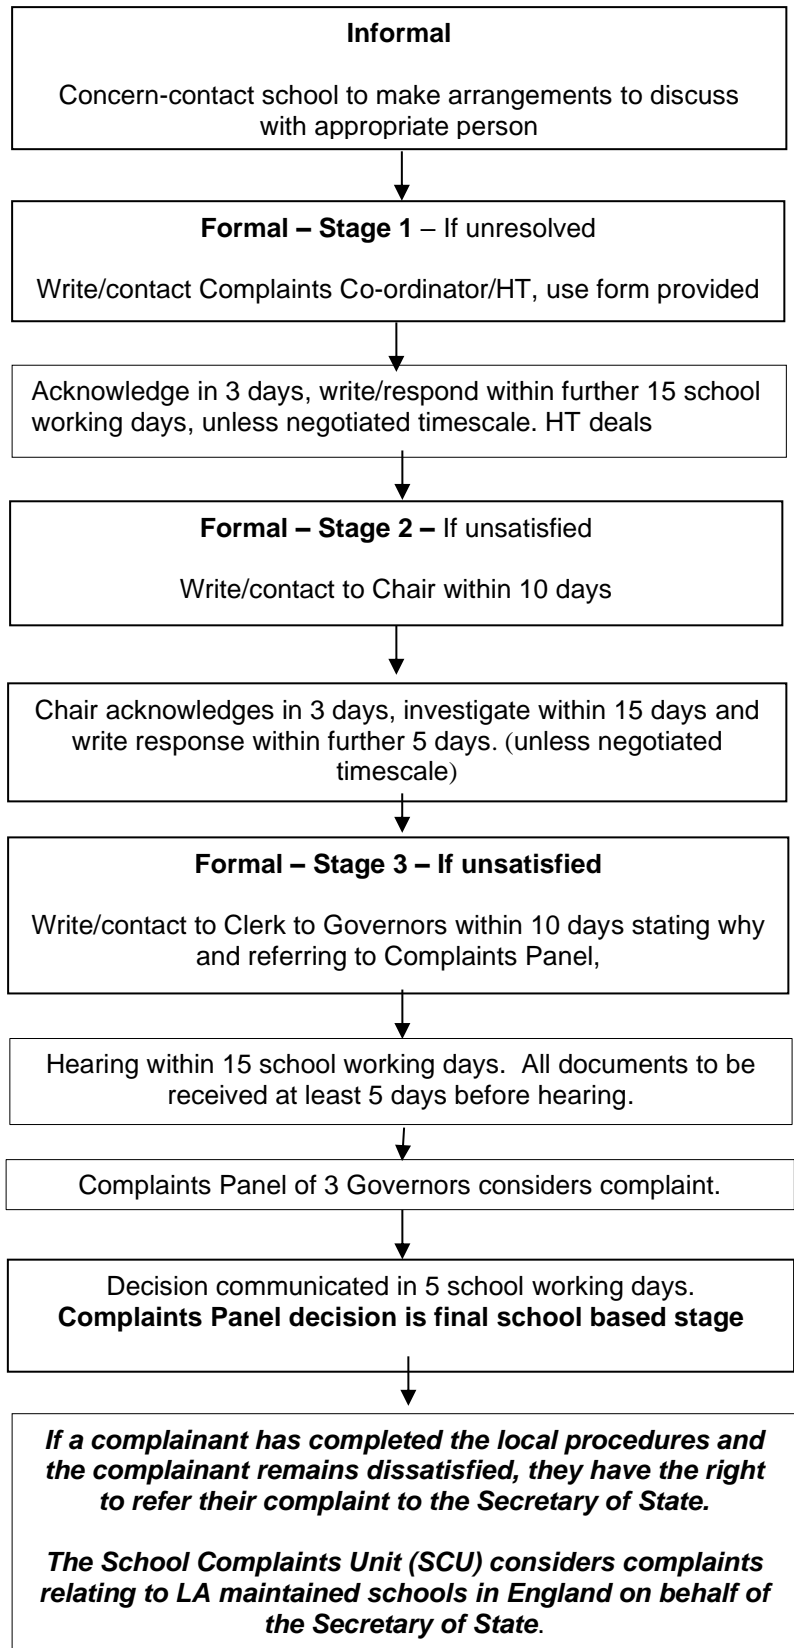 Informal
Concern-contact school to make arrangements to discuss
with appropriate person
Formal – Stage 1 – If unresolved
Write/contact Complaints Co-ordinator/HT, use form provided
Acknowledge in 3 days, write/respond within further 15 school
working days, unless negotiated timescale. HT deals
Formal – Stage 2 – If unsatisfied
Write/contact to Chair within 10 days
Chair acknowledges in 3 days, investigate within 15 days and
write response within further 5 days. (unless negotiated
timescale)
Formal – Stage 3 – If unsatisfied
Write/contact to Clerk to Governors within 10 days stating why
and referring to Complaints Panel,
Hearing within 15 school working days.  All documents to be
received at least 5 days before hearing.
Complaints Panel of 3 Governors considers complaint.
Decision communicated in 5 school working days.
Complaints Panel decision is final school based stage
If a complainant has completed the local procedures and
the complainant remains dissatisfied, they have the right
to refer their complaint to the Secretary of State.
The School Complaints Unit (SCU) considers complaints
relating to LA maintained schools in England on behalf of
the Secretary of State.